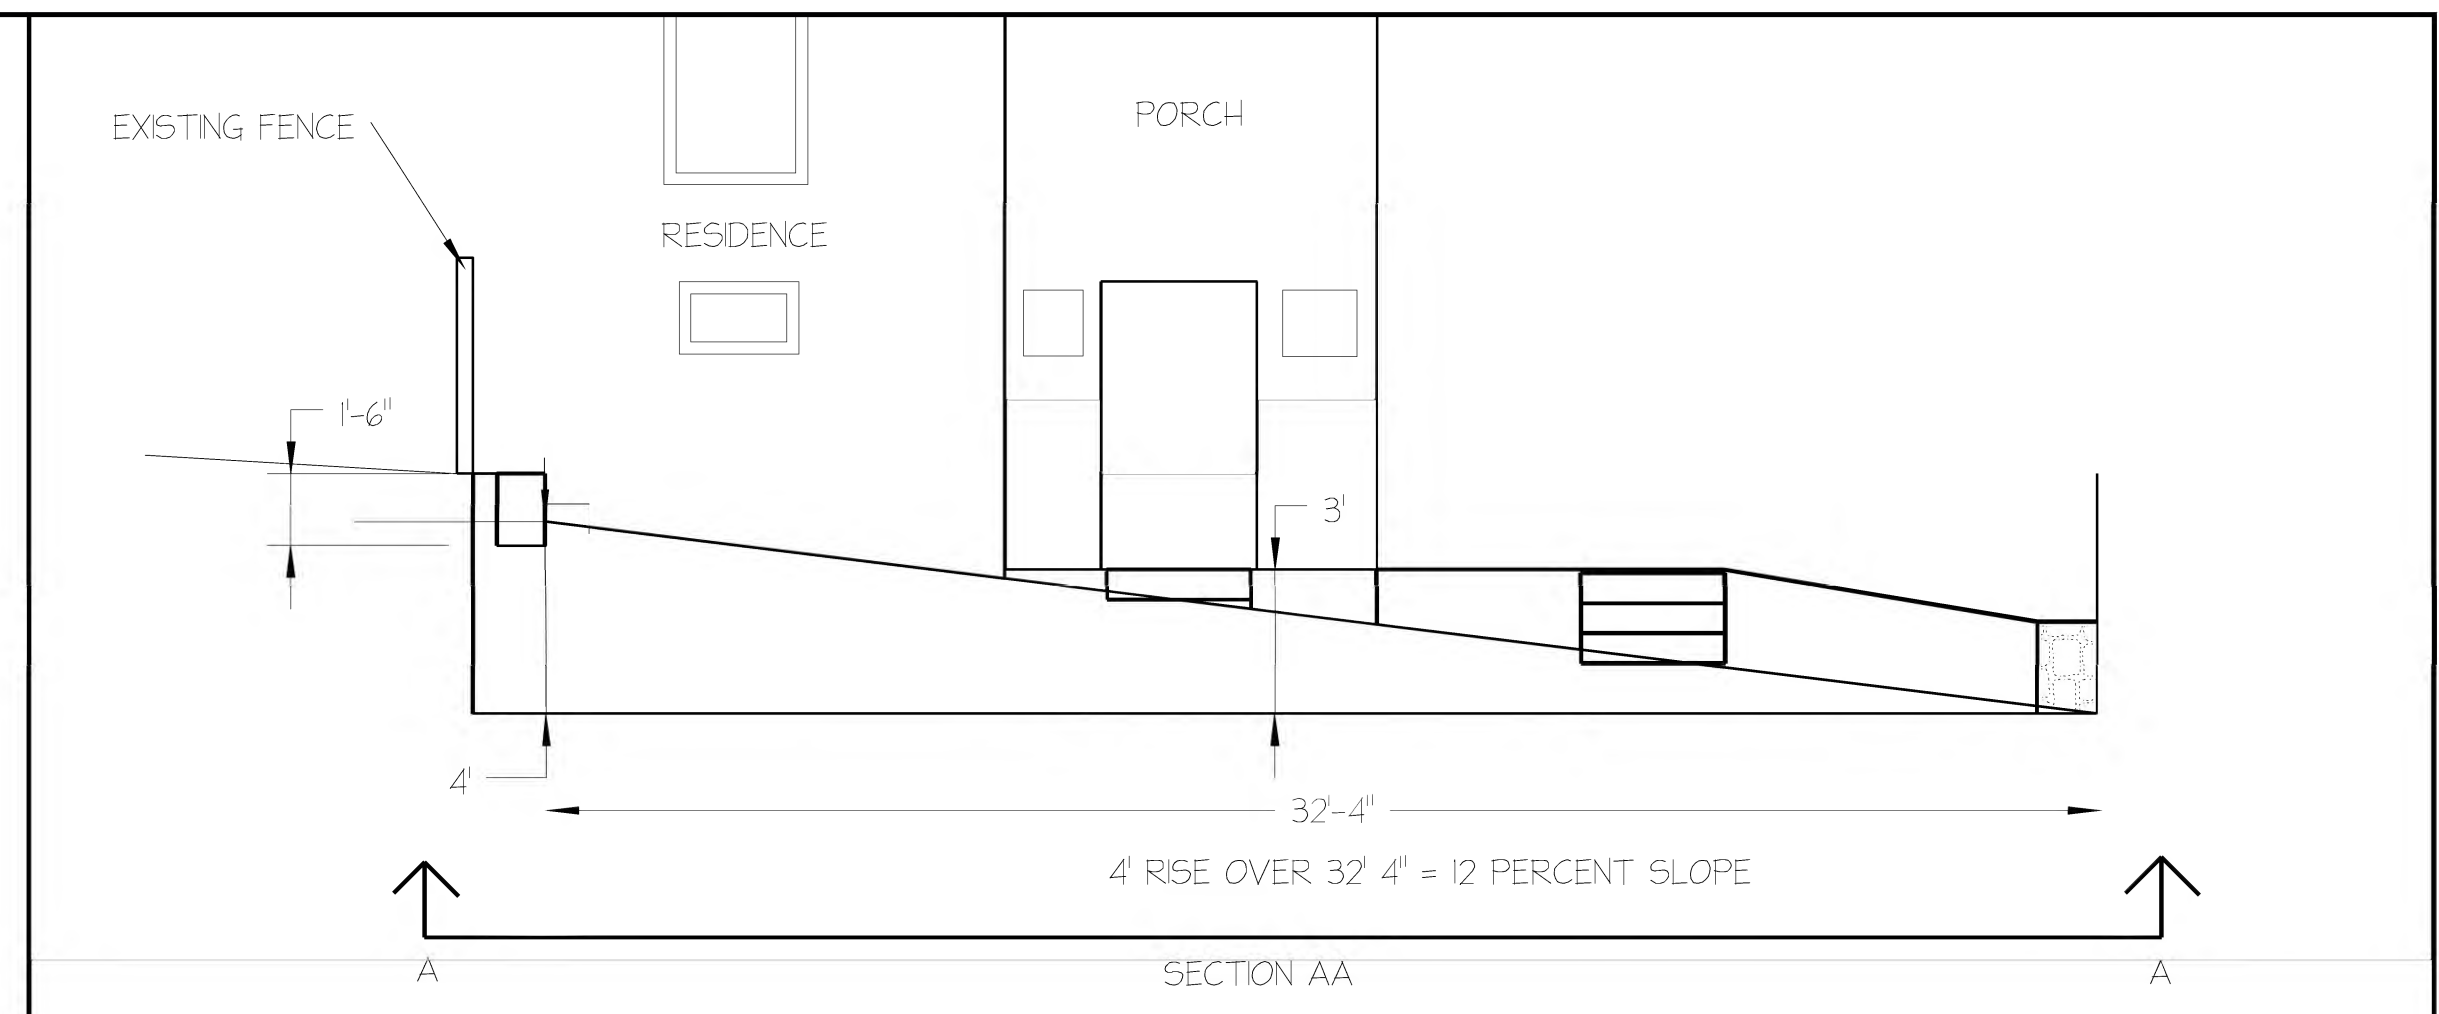 PORCH
EXISTING FENCE
RESIDENCE
1'-6"
3'
4'
32'-4"
4' RISE OVER 32' 4" = 12 PERCENT SLOPE
A
SECTION AA
A